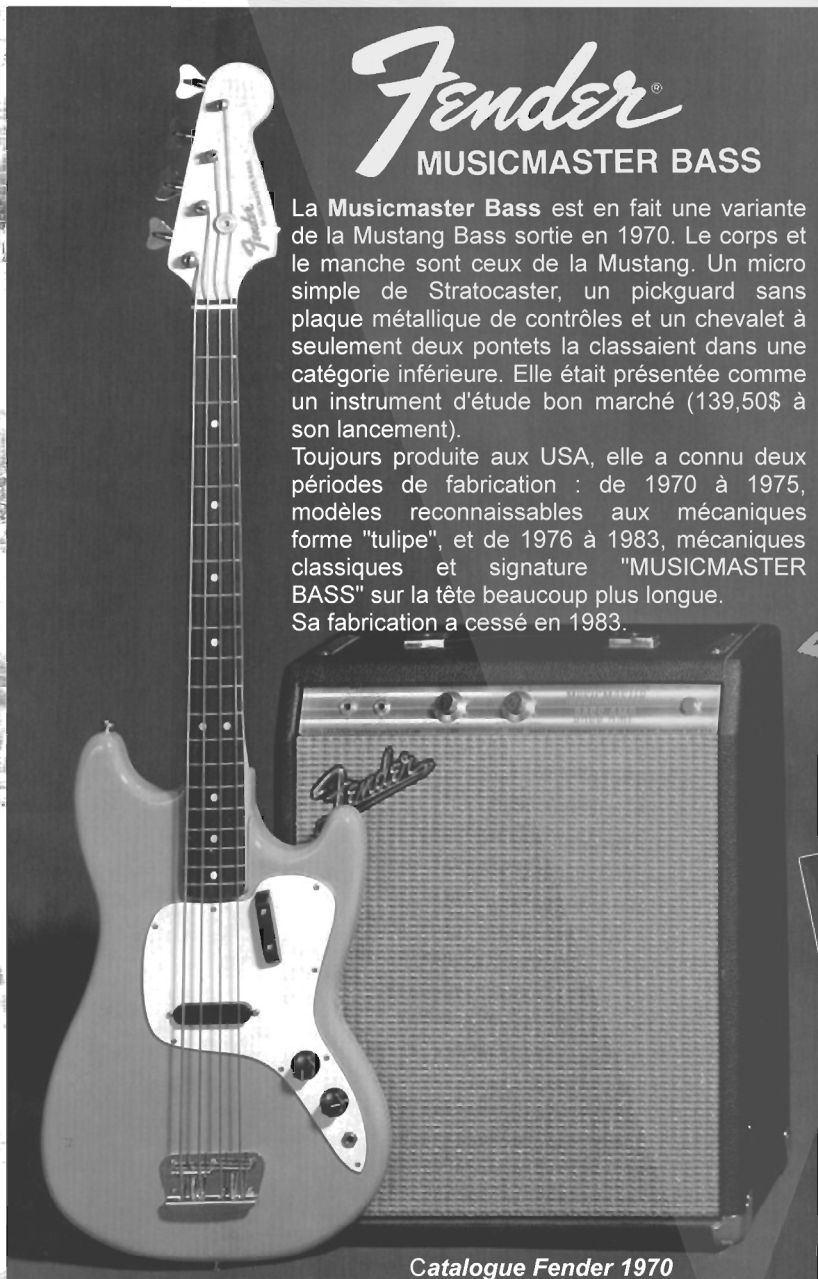 Fender®
MUSICMASTER BASS
La Musicmaster Bass est en fait une variante
de la Mustang Bass sortie en 1970. Le corps et
le manche sont ceux de la Mustang. Un micro
simple de Stratocaster, un pickguard sans
plaque métallique de contrôles et un chevalet à
seulement deux pontets la classaient dans une
catégorie inférieure. Elle était présentée comme
un instrument d'étude bon marché (139,50$ à
son lancement).
Toujours produite aux USA, elle a connu deux
périodes de fabrication : de 1970 à 1975,
modèles reconnaissables aux mécaniques
forme "tulipe", et de 1976 à 1983, mécaniques
classiques et signature "MUSICMASTER
BASS" sur la tête beaucoup plus longue.
Sa fabrication a cessé en 1983.
Fender
MUSICMASTER
BASS AMP
Fender
Catalogue Fender 1970